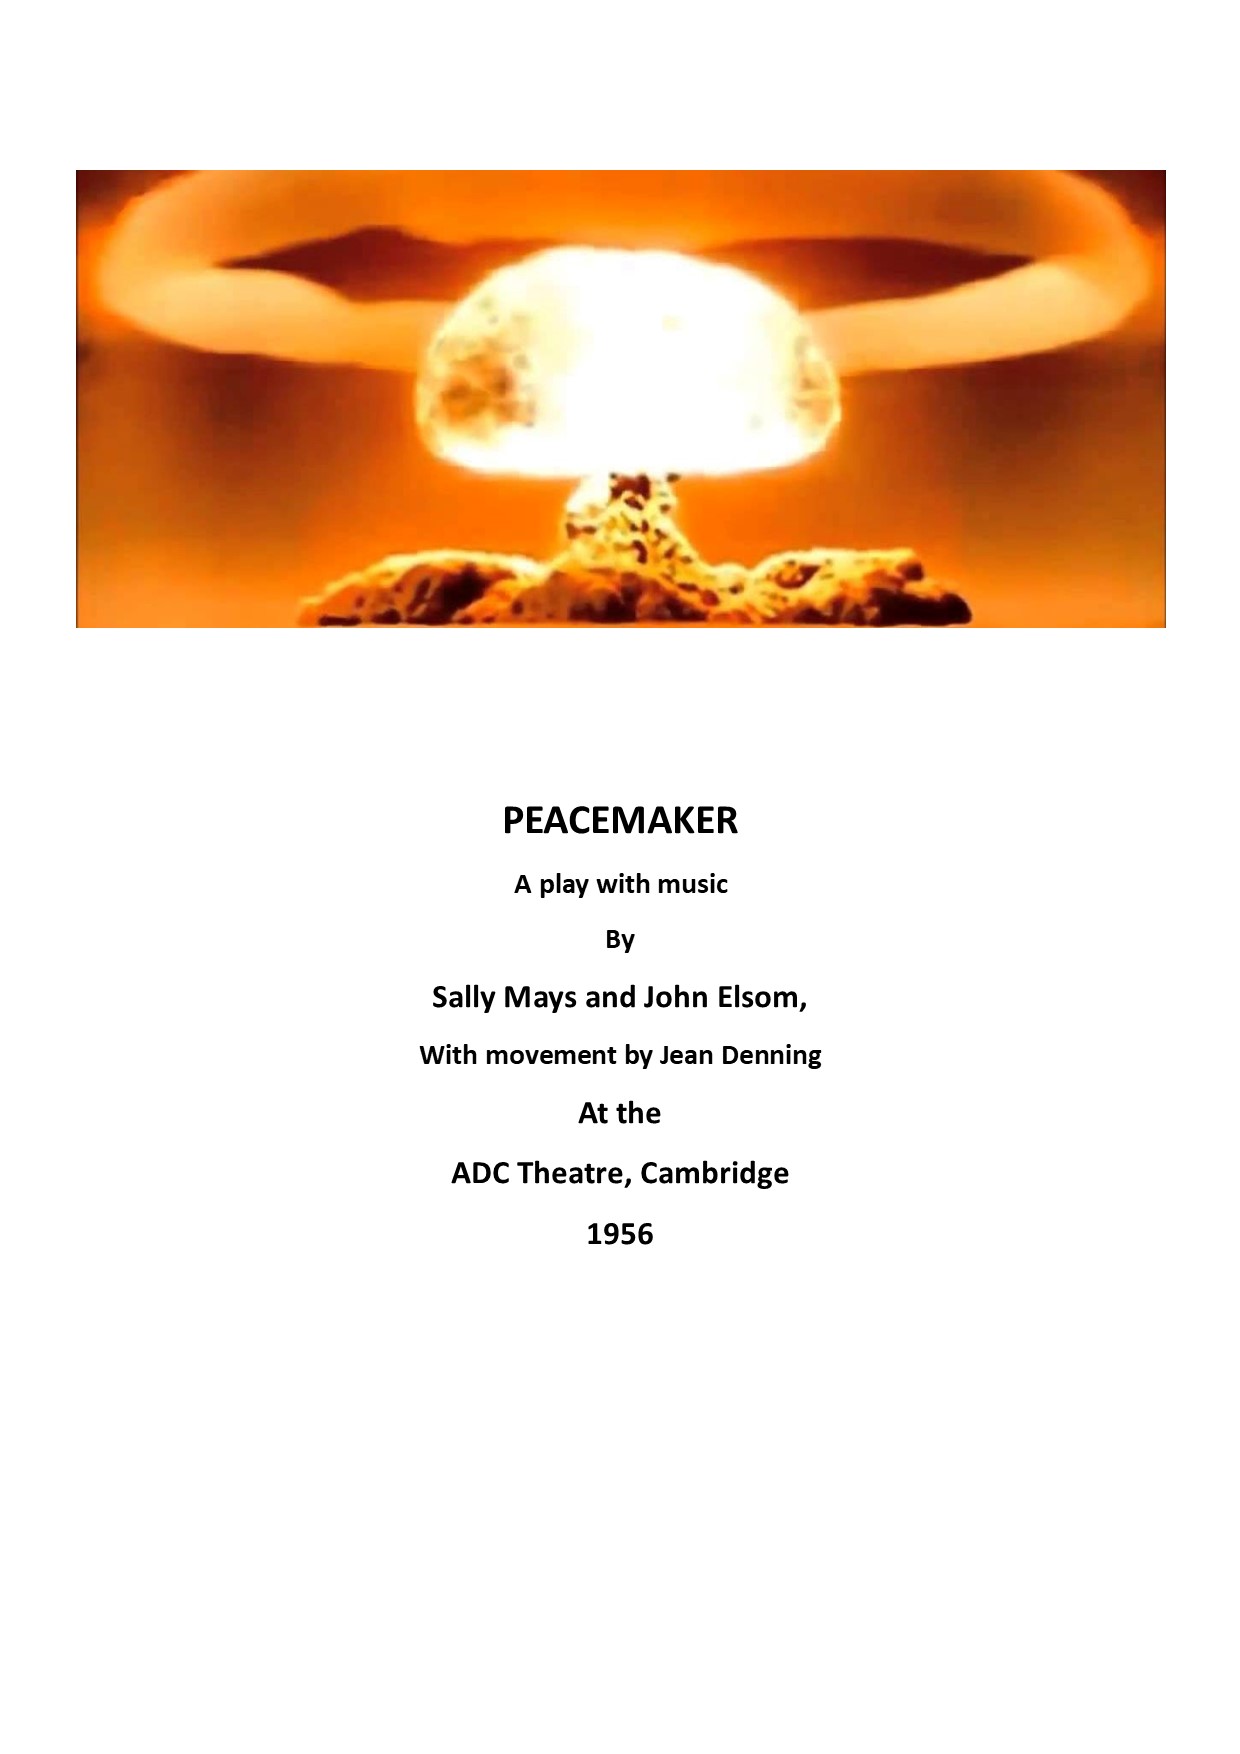 PEACEMAKER
A play with music
By
Sally Mays and John Elsom,
With movement by Jean Denning
At the
ADC Theatre, Cambridge
1956